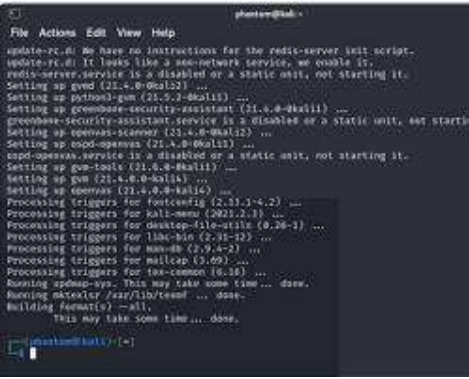 phantom@kali: ~
File Actions Edit View Help
update-rc.d: We have no instructions for the redis-server init script.
update-rc.d: It looks like a non-network service, we enable it.
redis-server.service is a disabled or a static unit, not starting it.
Setting up gvmd (21.4.0-0kali2) ...
Setting up python3-gvm (21.5.2-0kali1) ...
Setting up greenbone-security-assistant (21.4.0-0kali1) ...
greenbone-security-assistant.service is a disabled or a static unit, not starti
Setting up openvas-scanner (21.4.0-0kali2) ...
Setting up ospd-openvas (21.4.0-0kali1) ...
ospd-openvas.service is a disabled or a static unit, not starting it.
Setting up gvm-tools (21.6.0-0kali1) ...
Setting up gvm (21.4.0-0kali4) ...
Setting up openvas (21.4.0.0-kali4) ...
Processing triggers for fontconfig (2.13.1-4.2) ...
Processing triggers for kali-menu (2021.2.3) ...
Processing triggers for desktop-file-utils (0.26-1) ...
Processing triggers for libc-bin (2.31-12) ...
Processing triggers for man-db (2.9.4-2) ...
Processing triggers for mailcap (3.69) ...
Processing triggers for tex-common (6.16) ...
Running updmap-sys. This may take some time ... done.
Running mktexlsr /var/lib/texmf ... done.
Building format(s) --all.
This may take some time ... done.
(phantom@kali)-[~]
$